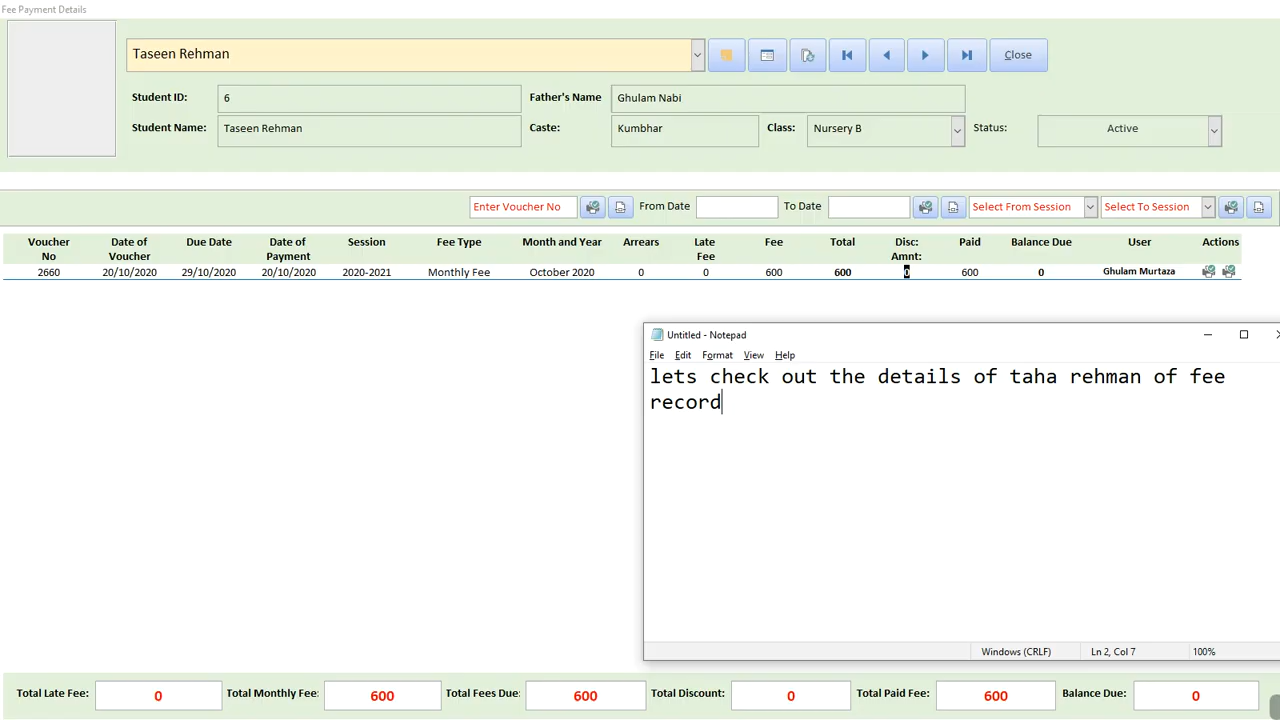 Fee Payment Details
Taseen Rehman
Close
Student ID: 6 Father's Name Ghulam Nabi
Student Name: Taseen Rehman Caste: Kumbhar Class: Nursery B Status: Active
Enter Voucher No From Date To Date Select From Session Select To Session
Voucher No Date of Voucher Due Date Date of Payment Session Fee Type Month and Year Arrears Late Fee Fee Total Disc: Amnt: Paid Balance Due User Actions
2660 20/10/2020 29/10/2020 20/10/2020 2020-2021 Monthly Fee October 2020 0 0 600 600 0 600 0 Ghulam Murtaza
Untitled - Notepad
File Edit Format View Help
lets check out the details of taha rehman of fee
record
Windows (CRLF) Ln 2, Col 7 100%
Total Late Fee: 0 Total Monthly Fee: 600 Total Fees Due: 600 Total Discount: 0 Total Paid Fee: 600 Balance Due: 0